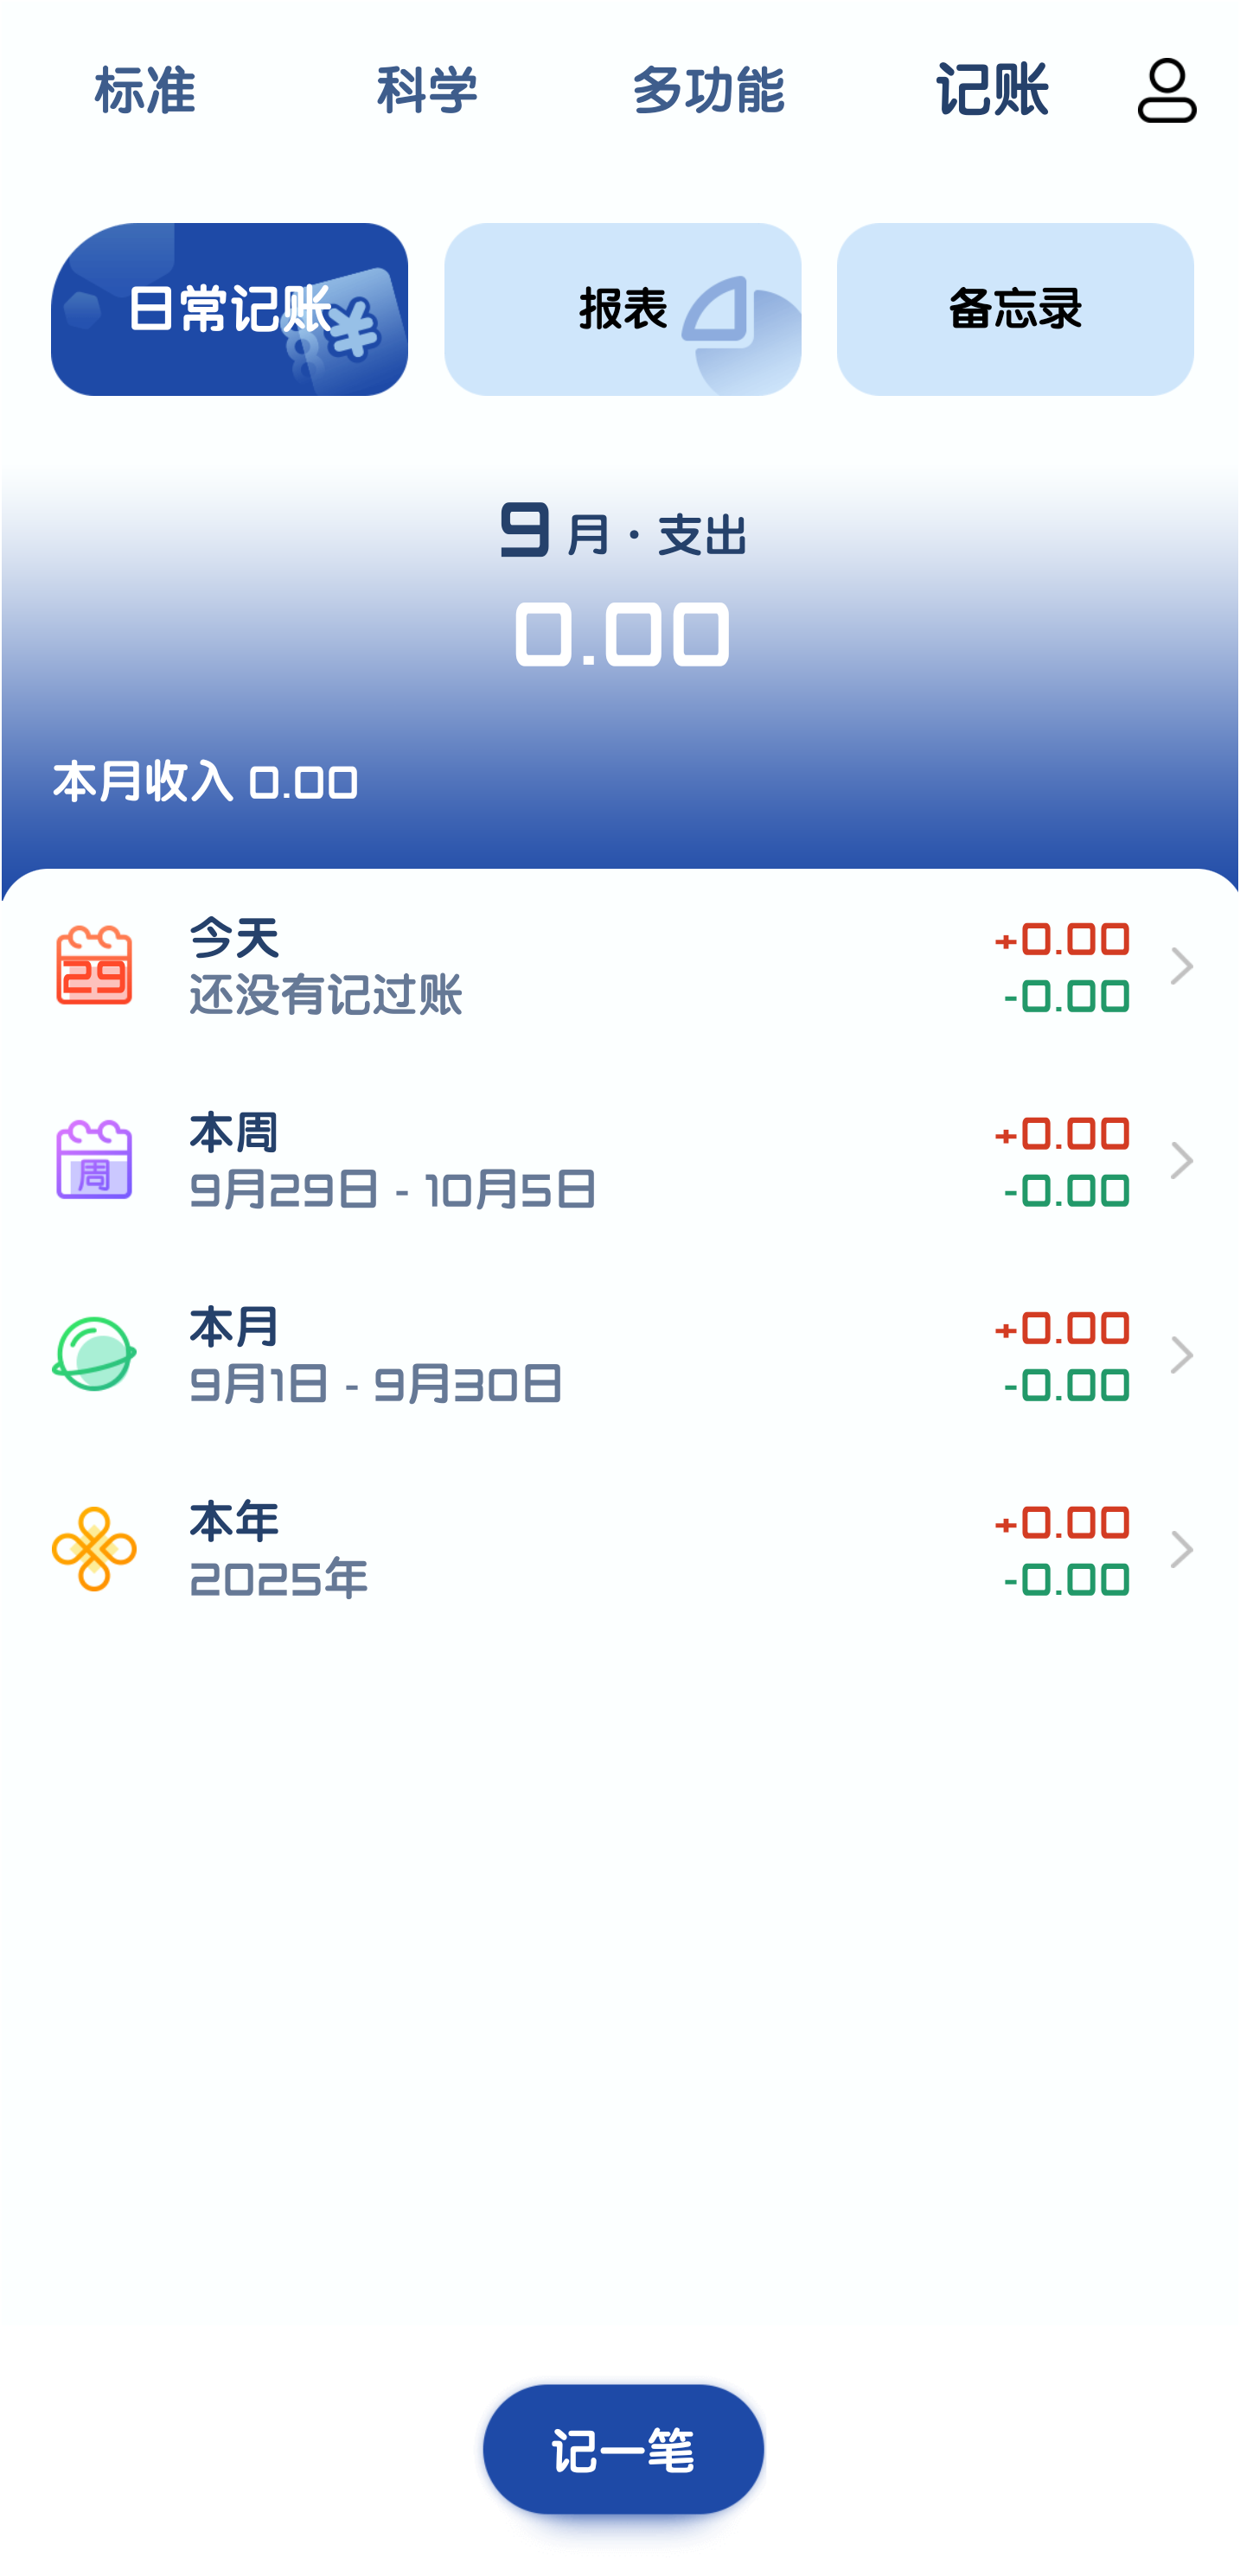 标准 科学 多功能 记账
日常记账 报表 备忘录
9 月 · 支出
0.00
本月收入 0.00
今天 +0.00
29
还没有记过账 -0.00
本周 +0.00
周
9月29日 - 10月5日 -0.00
本月 +0.00
9月1日 - 9月30日 -0.00
本年 +0.00
2025年 -0.00
记一笔